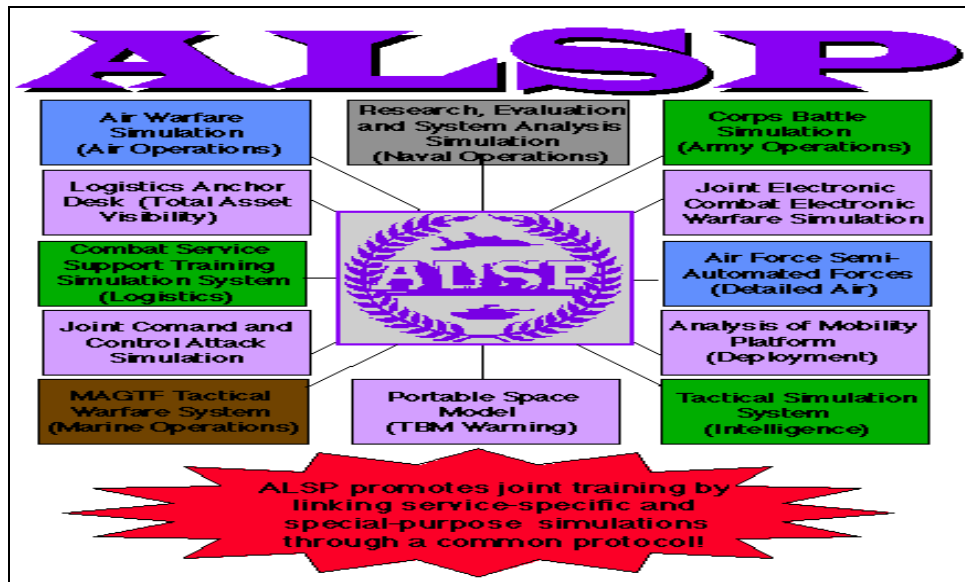 ALSP
Air Warfare
Simulation
(Air Operations)
Research, Evaluation
and System Analysis
Simulation
(Naval Operations)
Corps Battle
Simulation
(Army Operations)
Logistics Anchor
Desk (Total Asset
Visibility)
Joint Electronic
Combat Electronic
Warfare Simulation
Combat Service
Support Training
Simulation System
(Logistics)
ALSP
Air Force Semi-
Automated Forces
(Detailed Air)
Joint Comand and
Control Attack
Simulation
Analysis of Mobility
Platform
(Deployment)
MAGTF Tactical
Warfare System
(Marine Operations)
Portable Space
Model
(TBM Warning)
Tactical Simulation
System
(Intelligence)
ALSP promotes joint training by
linking service-specific and
special-purpose simulations
through a common protocol!